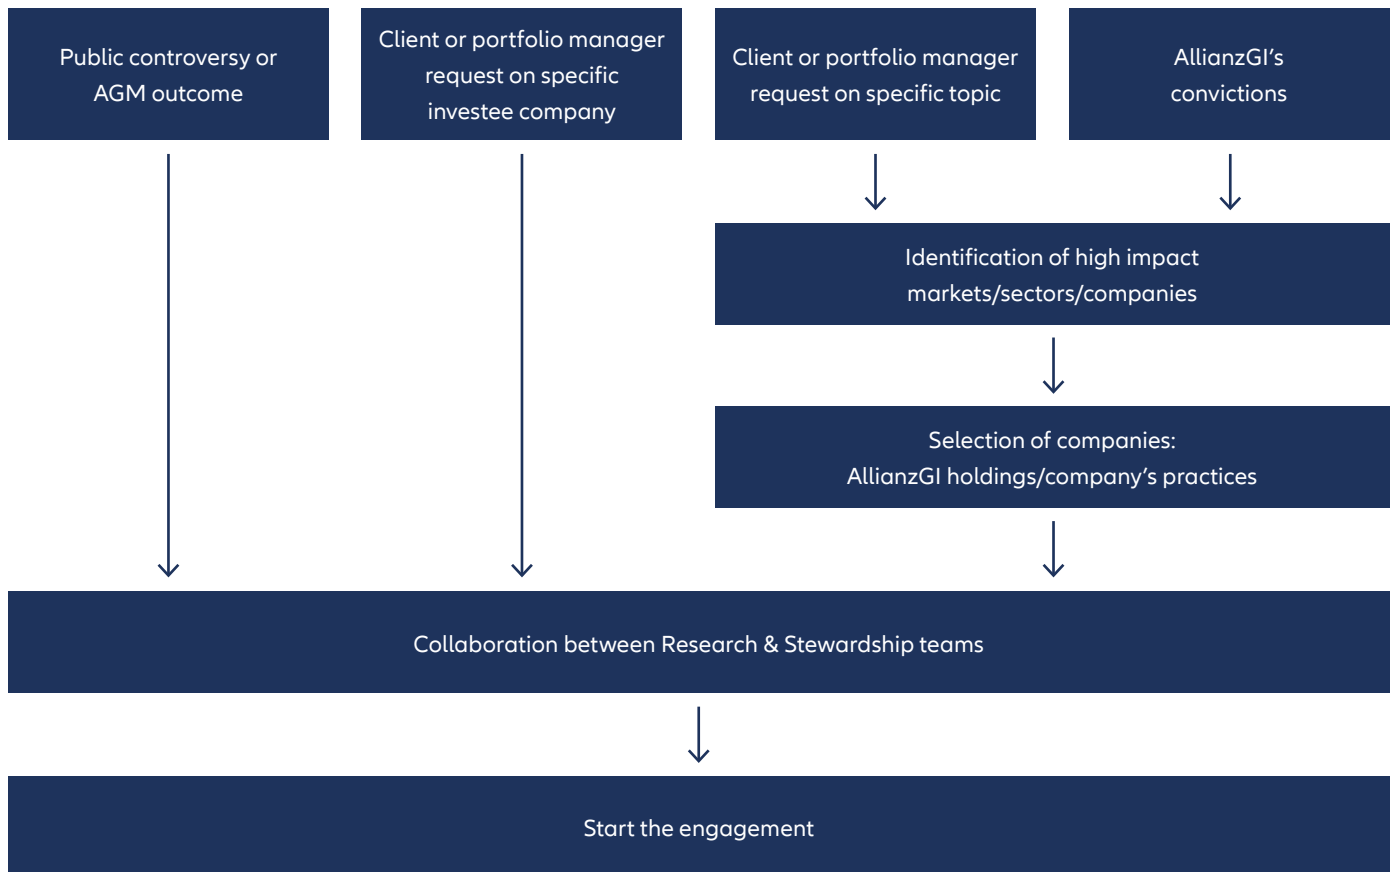 Public controversy or
AGM outcome
Client or portfolio manager
request on specific
investee company
Client or portfolio manager
request on specific topic
AllianzGI’s
convictions
Identification of high impact
markets/sectors/companies
Selection of companies:
AllianzGI holdings/company’s practices
Collaboration between Research & Stewardship teams
Start the engagement